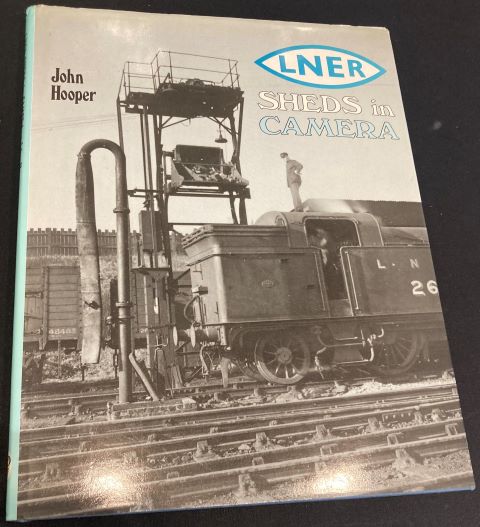 John
Hooper
LNER
SHEDS in
CAMERA
L. N
26